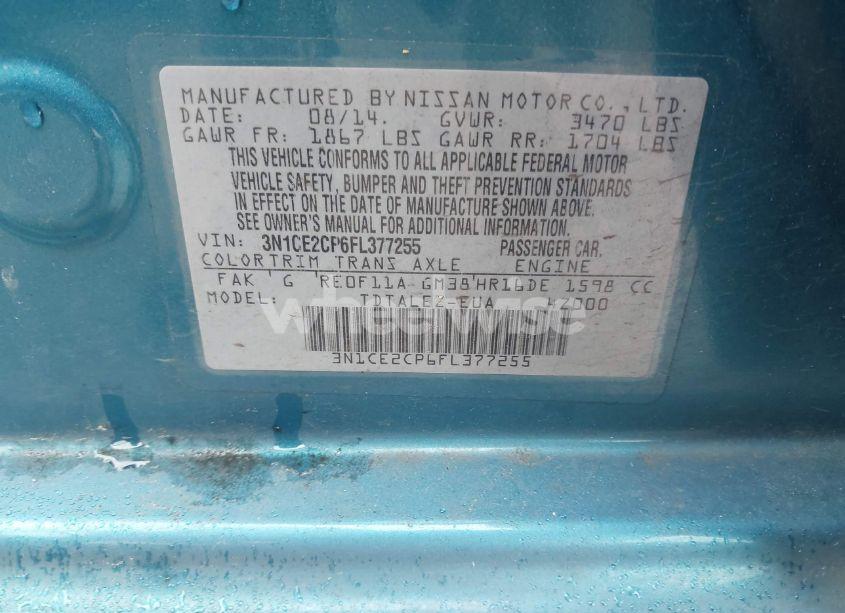 MANUFACTURED BY NISSAN MOTOR CO., LTD.
DATE: 08/14. GVWR: 3470 LBS
GAWR FR: 1867 LBS GAWR RR: 1704 LBS
THIS VEHICLE CONFORMS TO ALL APPLICABLE FEDERAL MOTOR
VEHICLE SAFETY, BUMPER AND THEFT PREVENTION STANDARDS
IN EFFECT ON THE DATE OF MANUFACTURE SHOWN ABOVE.
SEE OWNER'S MANUAL FOR ADDITIONAL INFORMATION.
VIN: 3N1CE2CP6FL377255 PASSENGER CAR.
COLOR TRIM TRANS AXLE ENGINE
FAK G RE0F11A GM38 HR16DE 1598 CC
MODEL: TDTALEZ-EUA
wheelwise
3N1CE2CP6FL377255